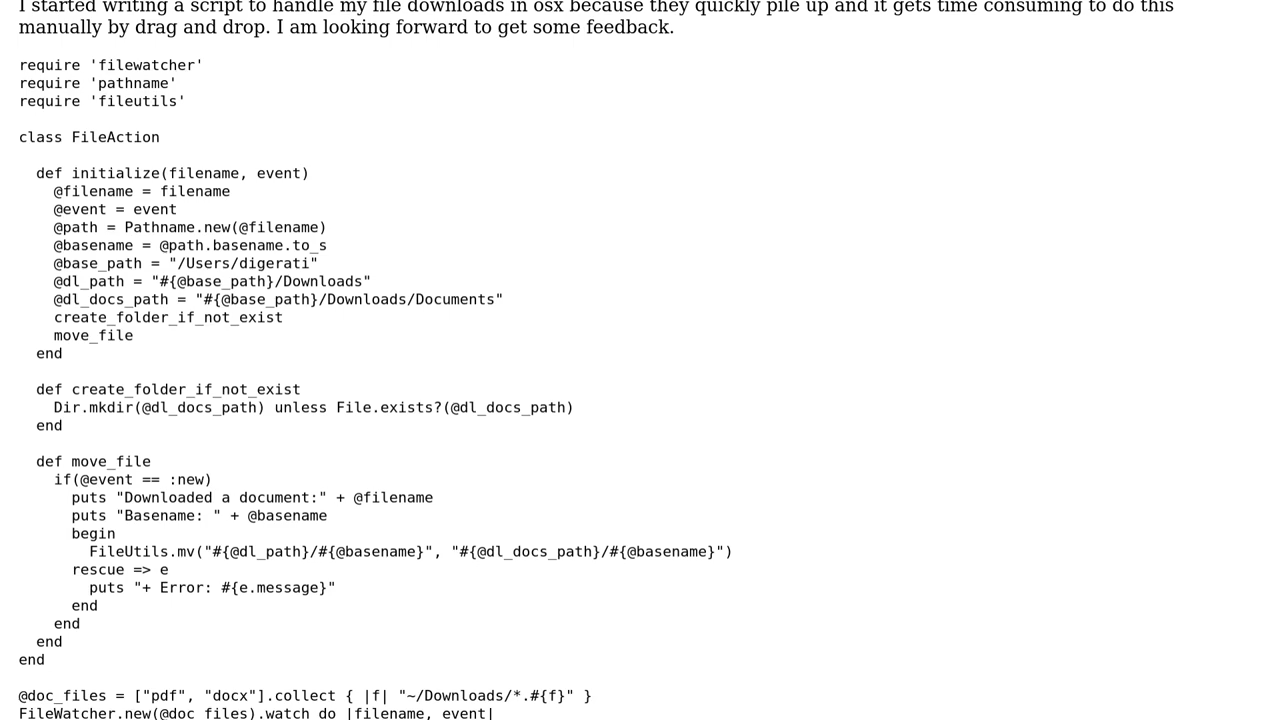 I started writing a script to handle my file downloads in osx because they quickly pile up and it gets time consuming to do this
manually by drag and drop. I am looking forward to get some feedback.
require 'filewatcher'
require 'pathname'
require 'fileutils'
class FileAction
def initialize(filename, event)
@filename = filename
@event = event
@path = Pathname.new(@filename)
@basename = @path.basename.to_s
@base_path = "/Users/digerati"
@dl_path = "#{@base_path}/Downloads"
@dl_docs_path = "#{@base_path}/Downloads/Documents"
create_folder_if_not_exist
move_file
end
def create_folder_if_not_exist
Dir.mkdir(@dl_docs_path) unless File.exists?(@dl_docs_path)
end
def move_file
if(@event == :new)
puts "Downloaded a document:" + @filename
puts "Basename: " + @basename
begin
FileUtils.mv("#{@dl_path}/#{@basename}", "#{@dl_docs_path}/#{@basename}")
rescue => e
puts "+ Error: #{e.message}"
end
end
end
end
@doc_files = ["pdf", "docx"].collect { |f| "~/Downloads/*.#{f}" }
FileWatcher.new(@doc_files).watch do |filename, event|